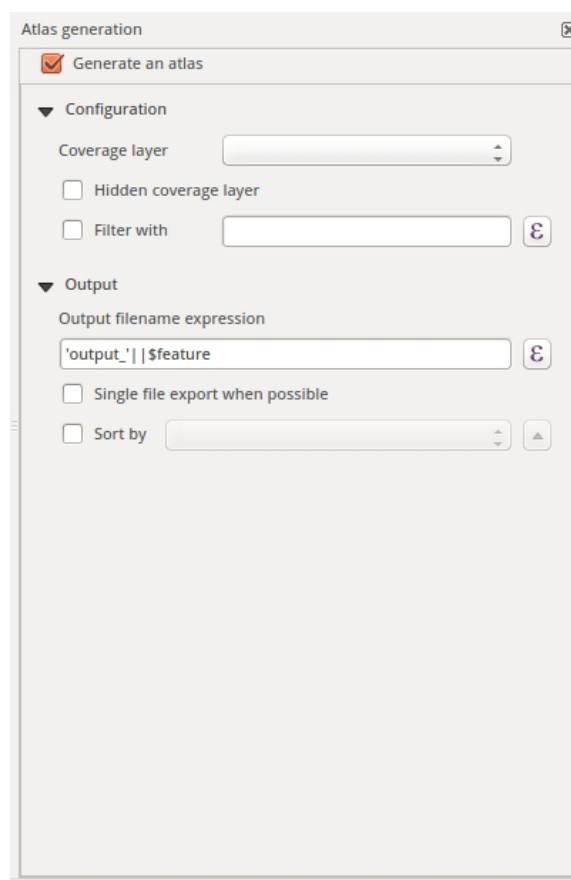 Atlas generation
Generate an atlas
Configuration
Coverage layer
Hidden coverage layer
Filter with
ε
Output
Output filename expression
'output_'||$feature
ε
Single file export when possible
Sort by